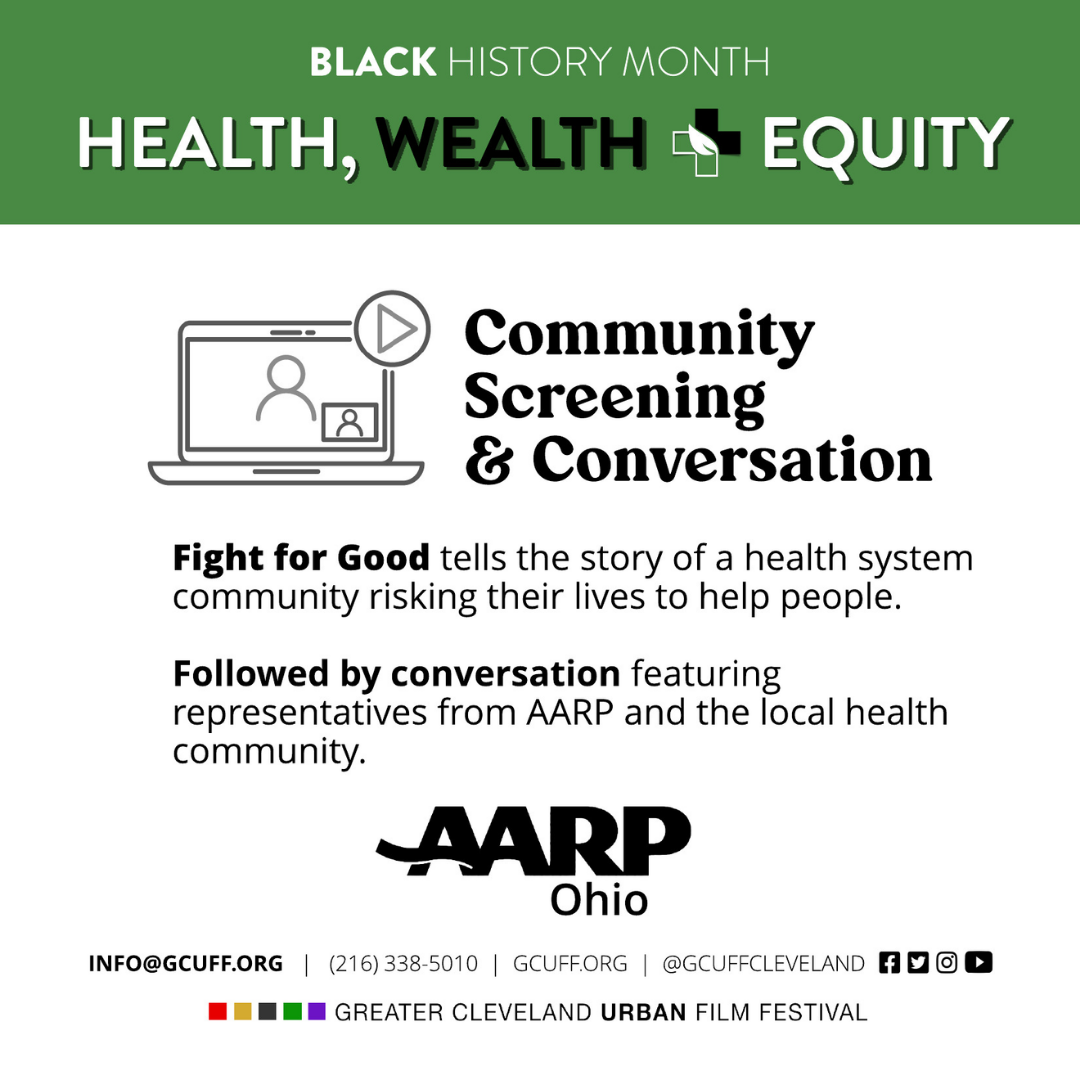 BLACK HISTORY MONTH
HEALTH, WEALTH EQUITY
Community
Screening
& Conversation
Fight for Good tells the story of a health system
community risking their lives to help people.
Followed by conversation featuring
representatives from AARP and the local health
community.
AARP
Ohio
INFO@GCUFF.ORG | (216) 338-5010 | GCUFF.ORG | @GCUFFCLEVELAND
GREATER CLEVELAND URBAN FILM FESTIVAL